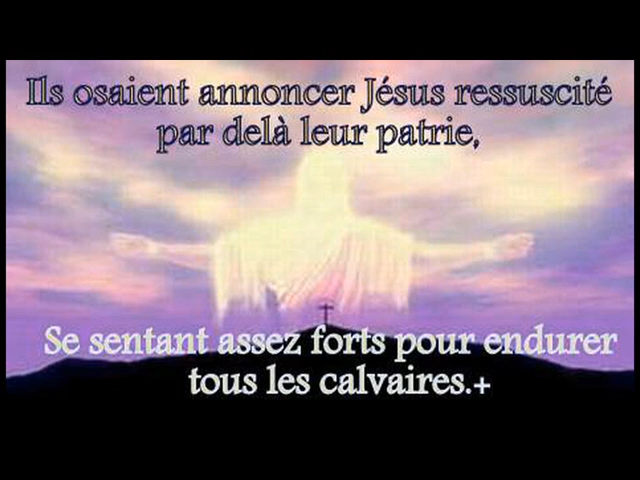 Ils osaient annoncer Jésus ressuscité
par delà leur patrie,
Se sentant assez forts pour endurer
tous les calvaires.+